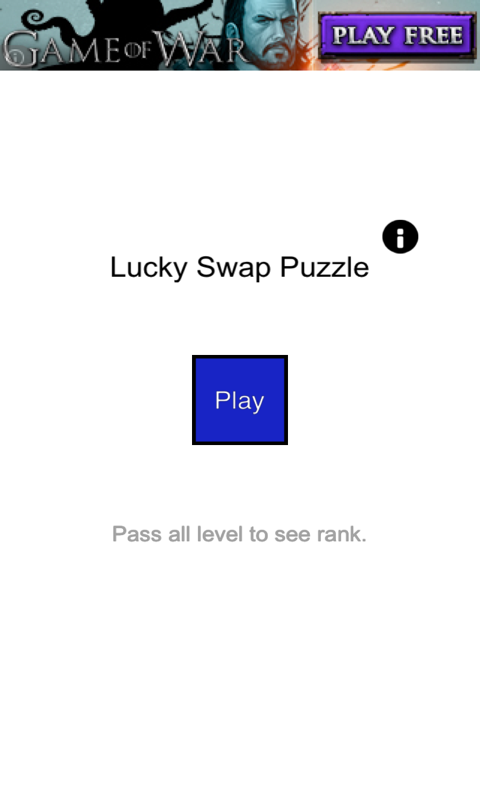 GAME OF WAR
PLAY FREE
Lucky Swap Puzzle
Play
Pass all level to see rank.